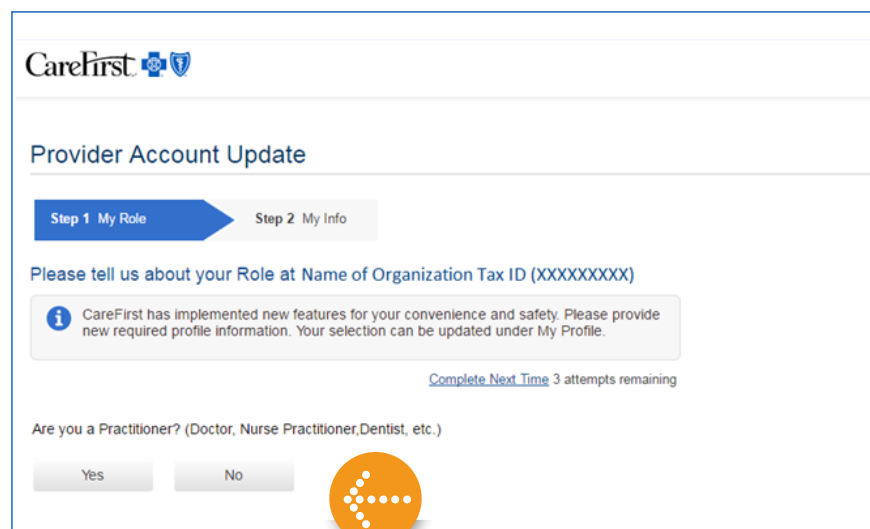 CareFirst
Provider Account Update
Step 1 My Role Step 2 My Info
Please tell us about your Role at Name of Organization Tax ID (XXXXXXXXX)
CareFirst has implemented new features for your convenience and safety. Please provide
new required profile information. Your selection can be updated under My Profile.
Complete Next Time 3 attempts remaining
Are you a Practitioner? (Doctor, Nurse Practitioner,Dentist, etc.)
Yes No